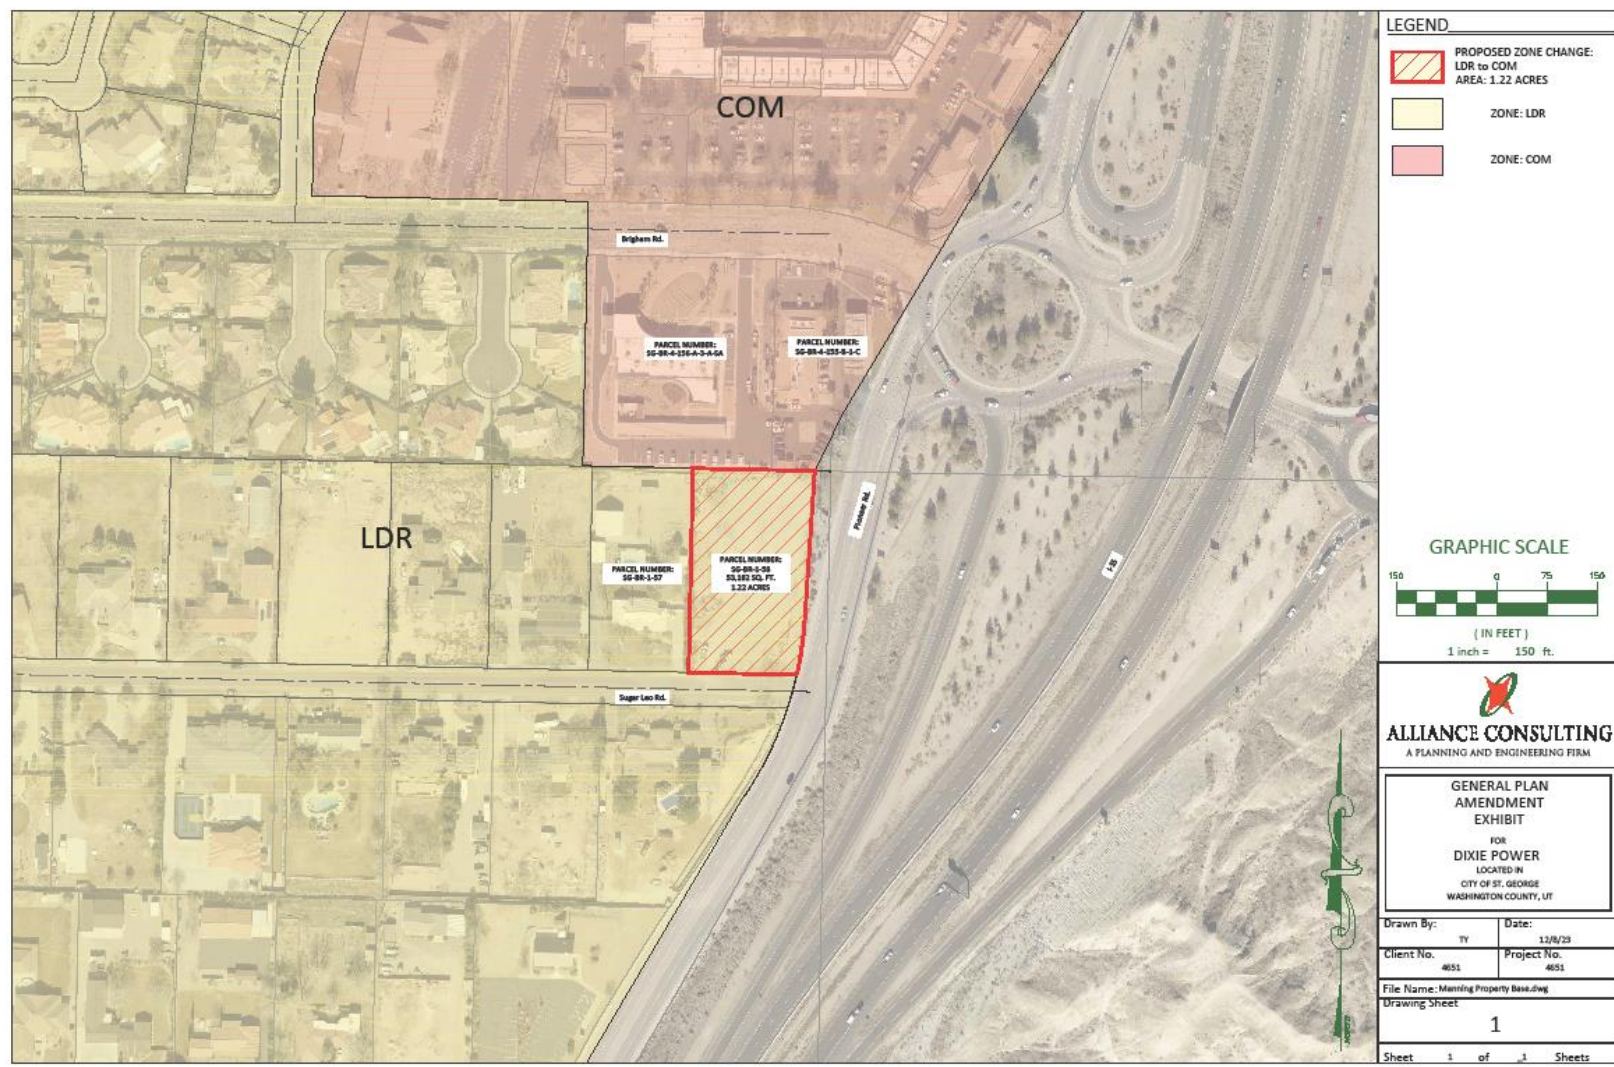 COM
Brigham Rd.
PARCEL NUMBER:
SG-BR-4-156-A-3-A-SA
PARCEL NUMBER:
SG-BR-4-155-B-1-C
LDR
PARCEL NUMBER:
SG-BR-1-57
PARCEL NUMBER:
SG-BR-1-58
53,182 SQ. FT.
1.22 ACRES
Pioneer Rd.
I-15
Sugar Leo Rd.
LEGEND
PROPOSED ZONE CHANGE:
LDR to COM
AREA: 1.22 ACRES
ZONE: LDR
ZONE: COM
GRAPHIC SCALE
150 0 75 150
( IN FEET )
1 inch = 150 ft.
ALLIANCE CONSULTING
A PLANNING AND ENGINEERING FIRM
GENERAL PLAN
AMENDMENT
EXHIBIT
FOR
DIXIE POWER
LOCATED IN
CITY OF ST. GEORGE
WASHINGTON COUNTY, UT
Drawn By: TY
Date: 12/8/23
Client No. 4651
Project No. 4651
File Name: Manning Property Base.dwg
Drawing Sheet
1
Sheet 1 of 1 Sheets
NORTH